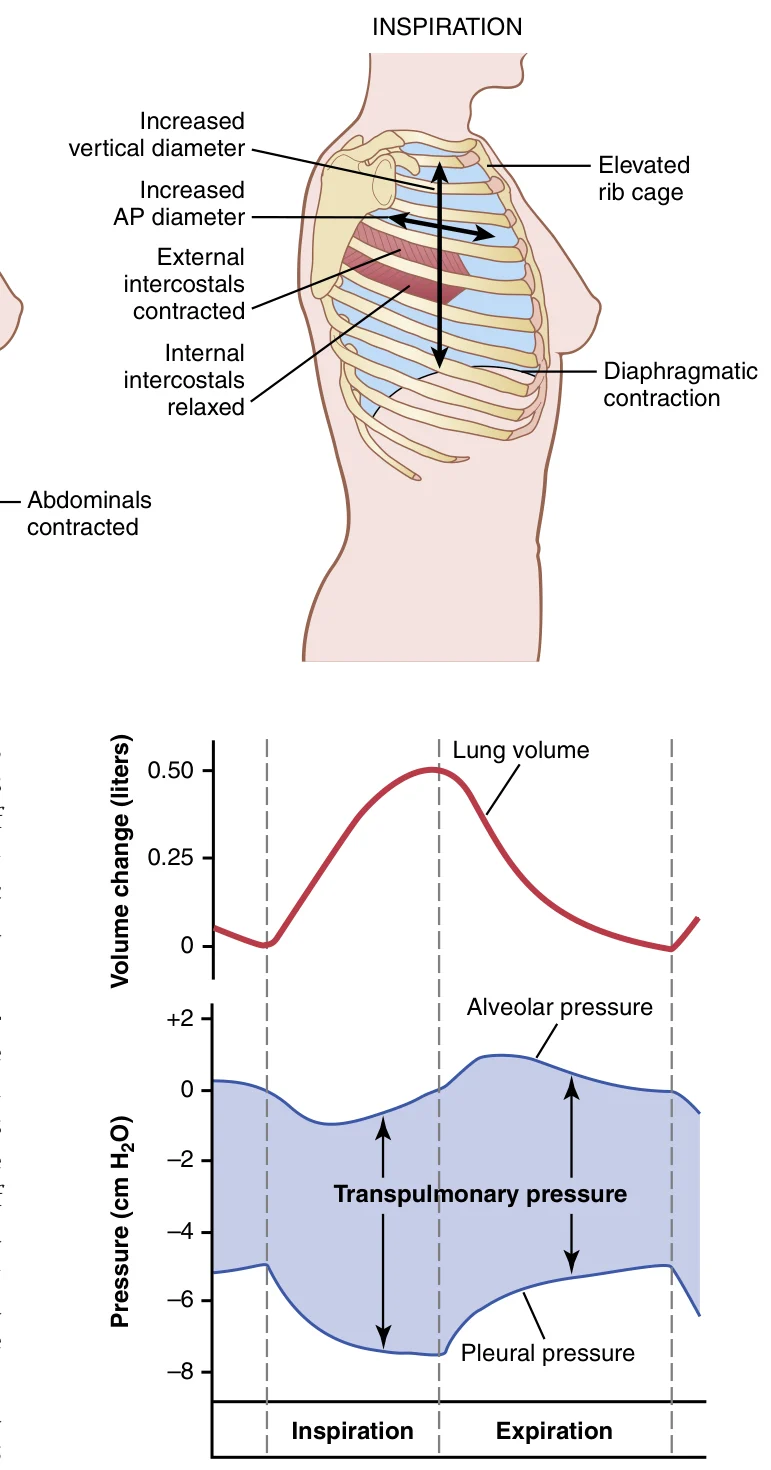 INSPIRATION
Increased
vertical diameter
Increased
AP diameter
External
intercostals
contracted
Internal
intercostals
relaxed
Elevated
rib cage
Diaphragmatic
contraction
Abdominals
contracted
Volume change (liters)
0.50
0.25
0
Lung volume
Pressure (cm H₂O)
+2
0
–2
–4
–6
–8
Alveolar pressure
Transpulmonary pressure
Pleural pressure
Inspiration
Expiration